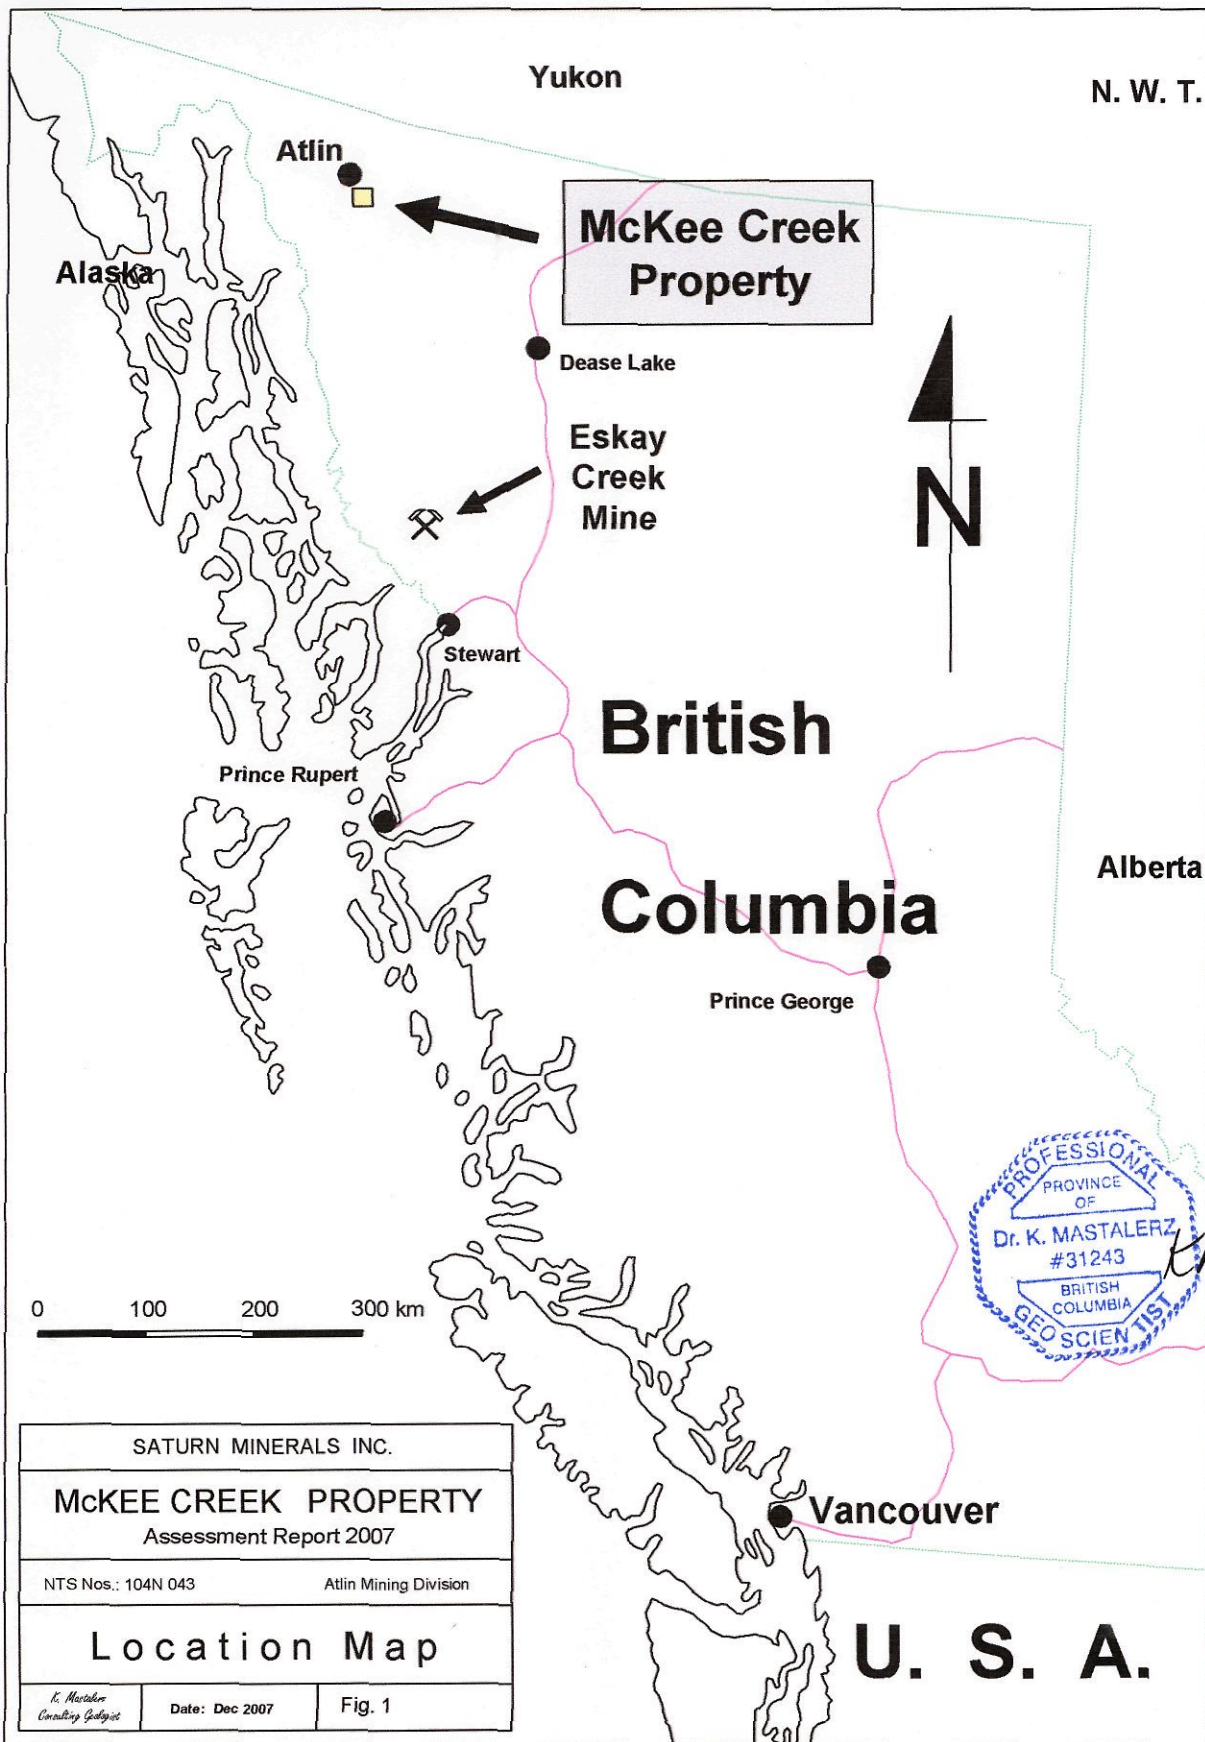 Yukon
N. W. T.
Atlin
McKee Creek
Property
Alaska
Dease Lake
Eskay
Creek
Mine
N
Stewart
British
Prince Rupert
Alberta
Columbia
Prince George
PROFESSIONAL
PROVINCE
OF
Dr. K. MASTALERZ
#31243
BRITISH
COLUMBIA
GEOSCIENTIST
0 100 200 300 km
SATURN MINERALS INC.
McKEE CREEK PROPERTY
Assessment Report 2007
NTS Nos.: 104N 043 Atlin Mining Division
Location Map
K. Mastalerz
Consulting Geologist
Date: Dec 2007
Fig. 1
Vancouver
U. S. A.